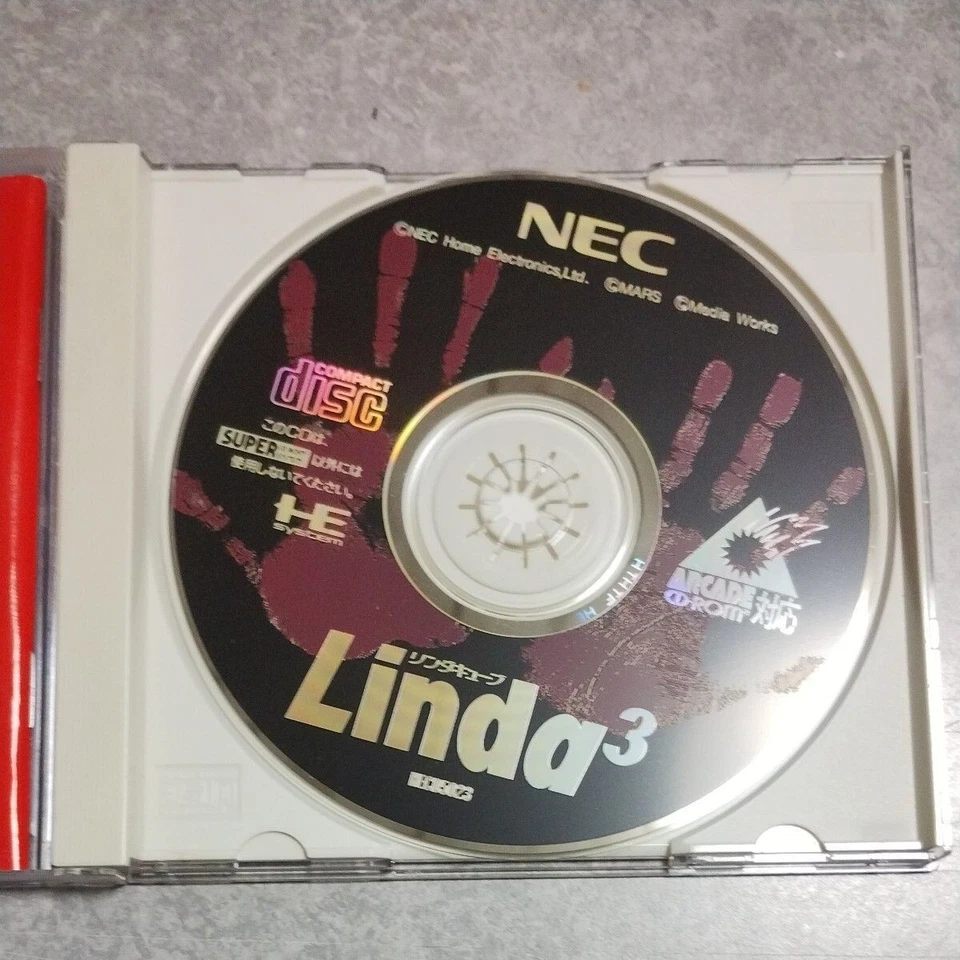 NEC
©NEC Home Electronics,Ltd. ©MARS ©Media Works
COMPACT
disc
このCDは、
SUPER 以外には
使用しないでください。
HE
system
ARCADE
CD-ROM² 対応
リンダキューブ
Linda³